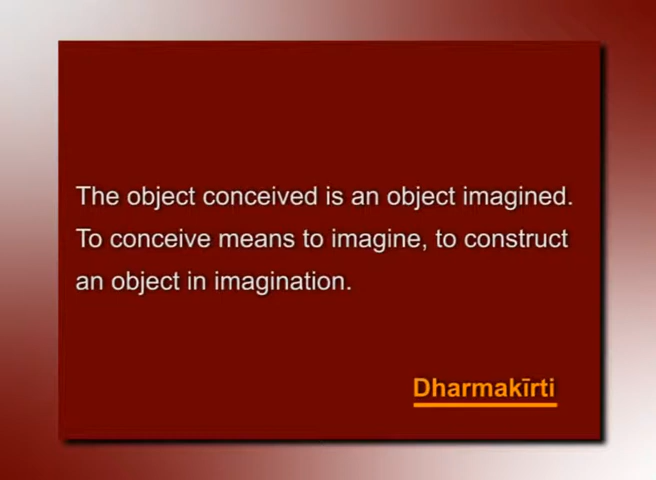 The object conceived is an object imagined.
To conceive means to imagine, to construct
an object in imagination.
Dharmakīrti